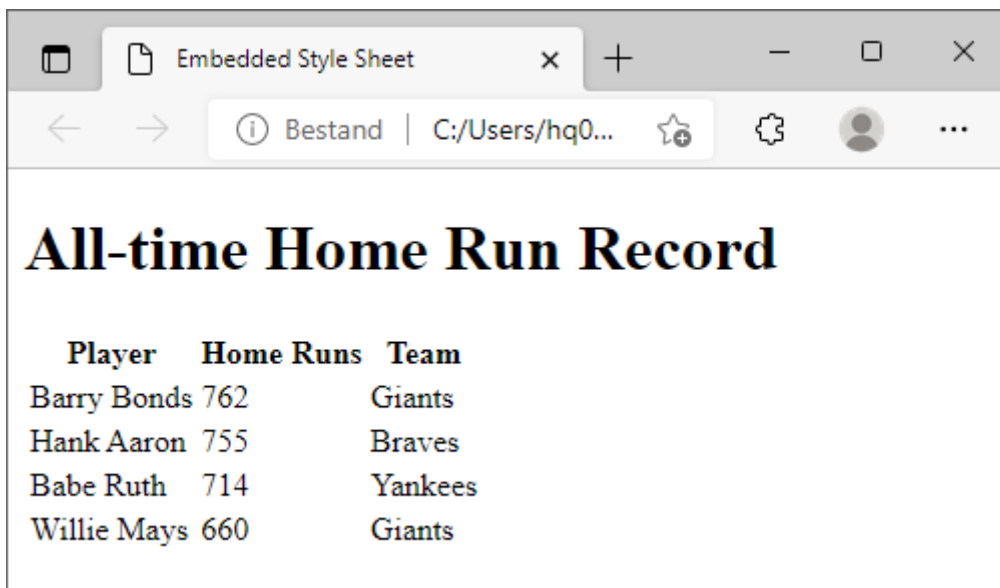 Embedded Style Sheet
Bestand C:/Users/hq0...
All-time Home Run Record
Player Home Runs Team
Barry Bonds 762 Giants
Hank Aaron 755 Braves
Babe Ruth 714 Yankees
Willie Mays 660 Giants